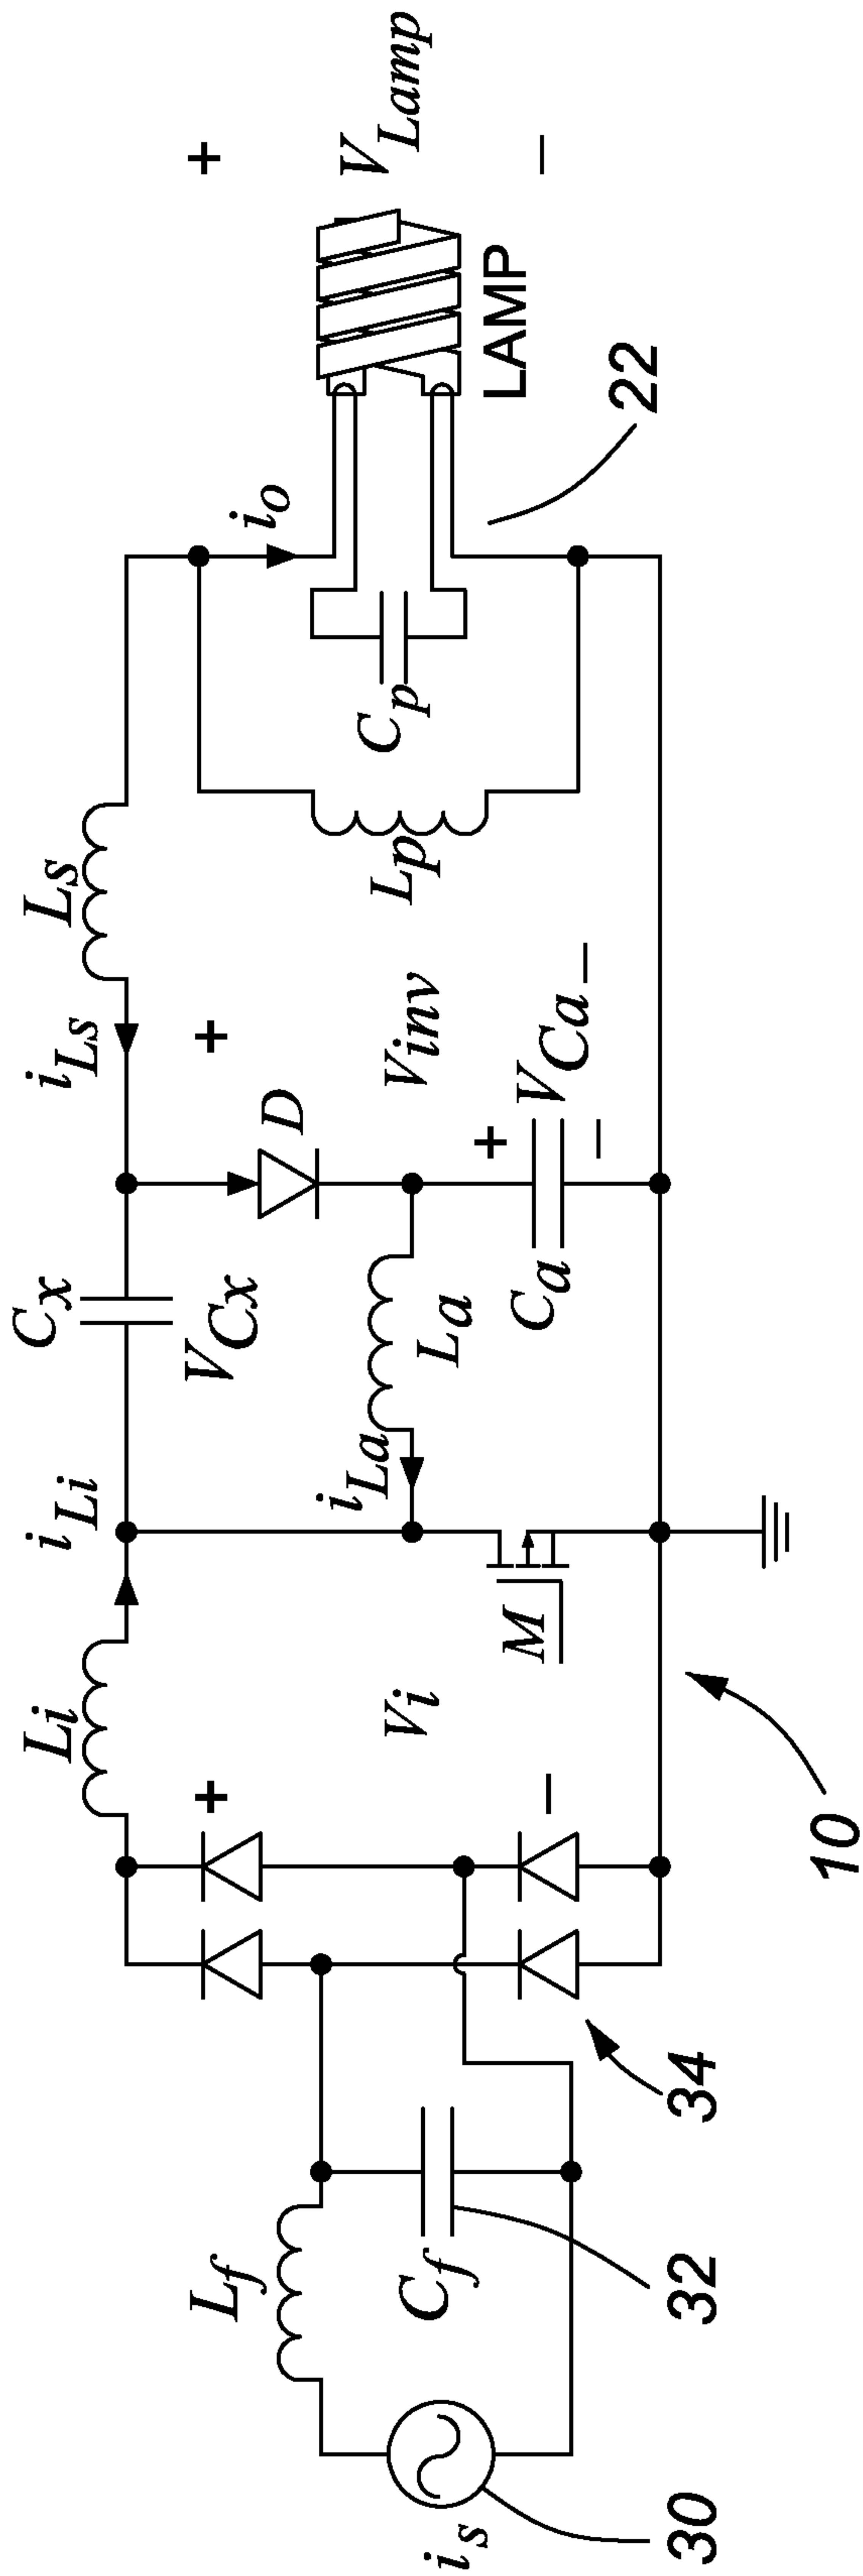 i_s
30
L_f
C_f
32
34
+
V_i
−
L_i
i_Li
10
M
C_x
V_Cx
i_La
L_a
D
C_a
+
V_Ca
−
i_Ls
+
V_inv
−
L_s
L_p
C_p
i_o
22
LAMP
+
V_Lamp
−